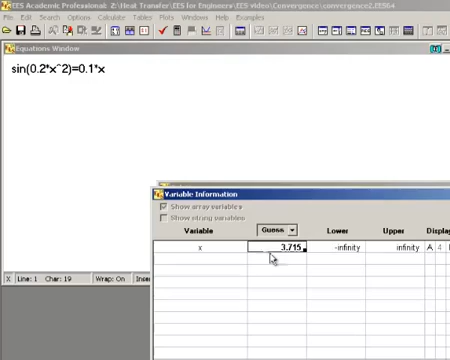 EES Academic Professional: Z:\Heat Transfer\EES for Engineers\EES video\Convergence\convergence2.EES64
File Edit Search Options Calculate Tables Plots Windows Help Examples
Equations Window
sin(0.2*x^2)=0.1*x
Variable Information
Show array variables
Show string variables
Variable Guess Lower Upper Display
x 3.715 -infinity infinity A 4
X Line: 1 Char: 19 Wrap: On Inser